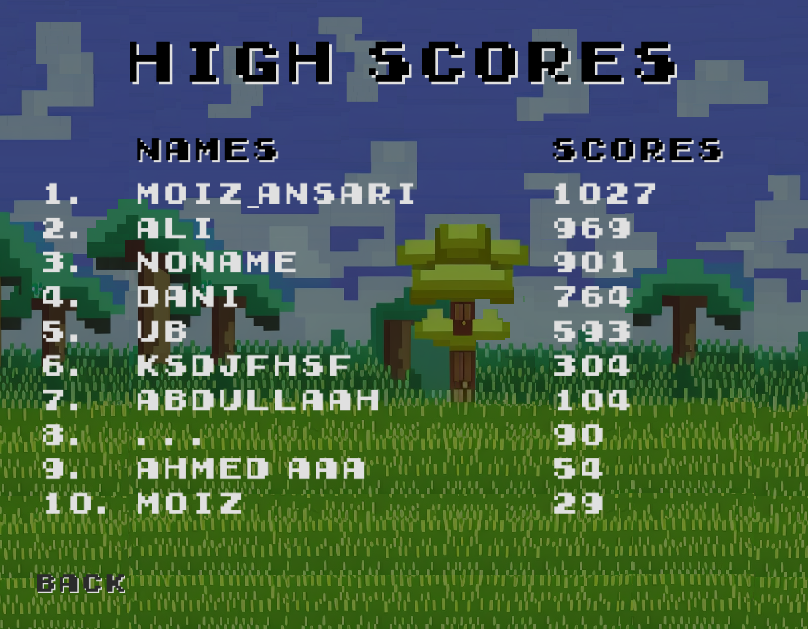 HIGH SCORES
NAMES SCORES
1. MOIZ_ANSARI 1027
2. ALI 969
3. NONAME 901
4. DANI 764
5. UB 593
6. KSDJFHSF 304
7. ABDULLAAH 104
8. ... 90
9. AHMED AAA 54
10. MOIZ 29
BACK